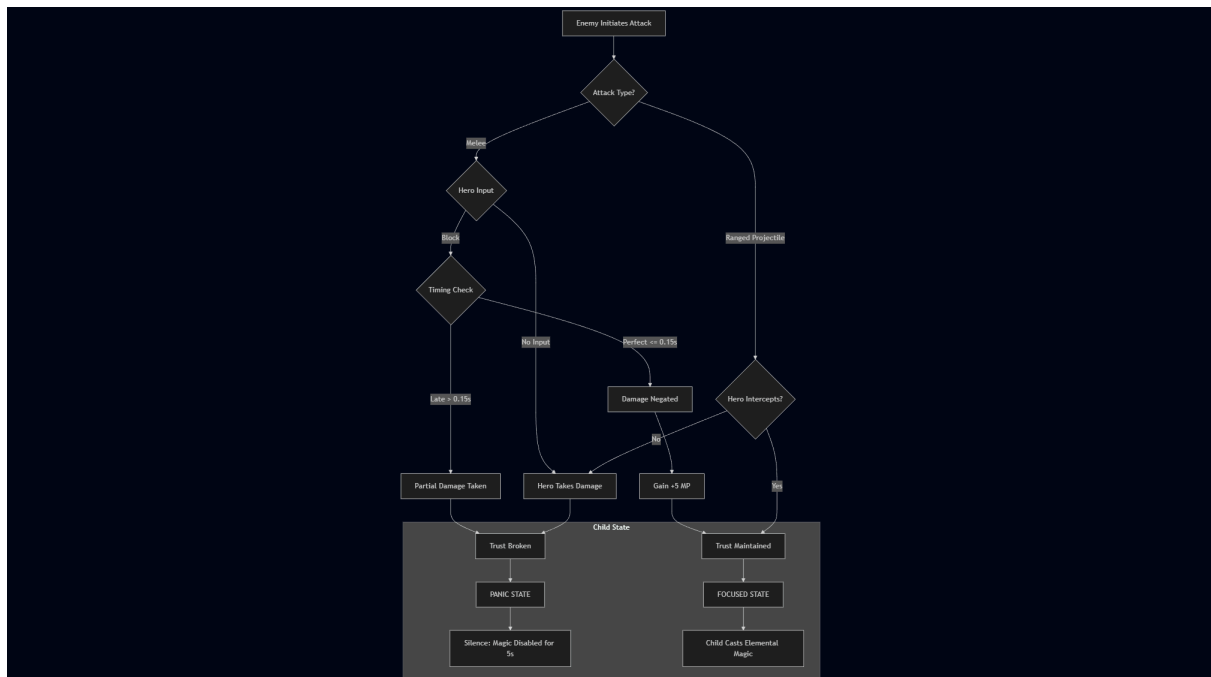 Enemy Initiates Attack
Attack Type?
Melee
Hero Input
Block
Ranged Projectile
Timing Check
No Input
Perfect <= 0.15s
Late > 0.15s
Damage Negated
Hero Intercepts?
No
Partial Damage Taken
Hero Takes Damage
Gain +5 MP
Yes
Child State
Trust Broken
Trust Maintained
PANIC STATE
FOCUSED STATE
Silence: Magic Disabled for
5s
Child Casts Elemental
Magic